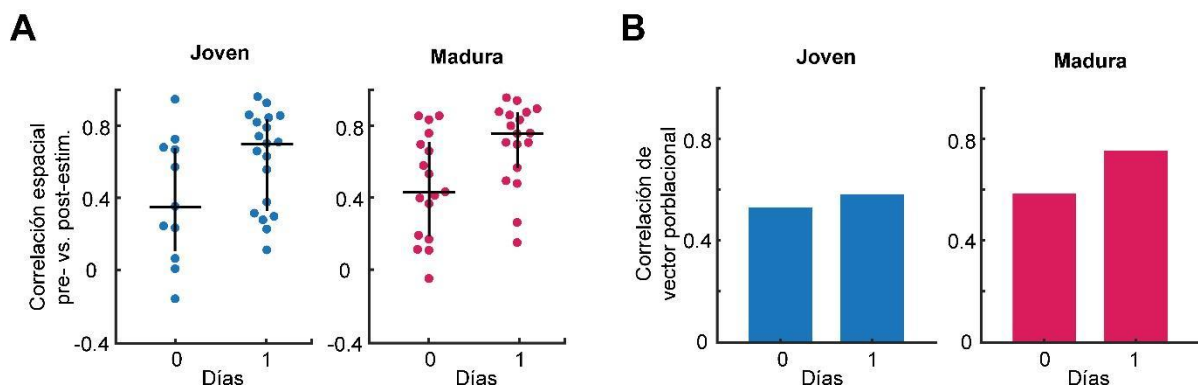 A
Joven
Madura
Correlación espacial
pre- vs. post-estim.
0.8
0.4
0
-0.4
0
1
Días
0.8
0.4
0
-0.4
0
1
Días
B
Joven
Madura
Correlación de
vector porblacional
0.8
0.4
0
0
1
Días
0.8
0.4
0
0
1
Días